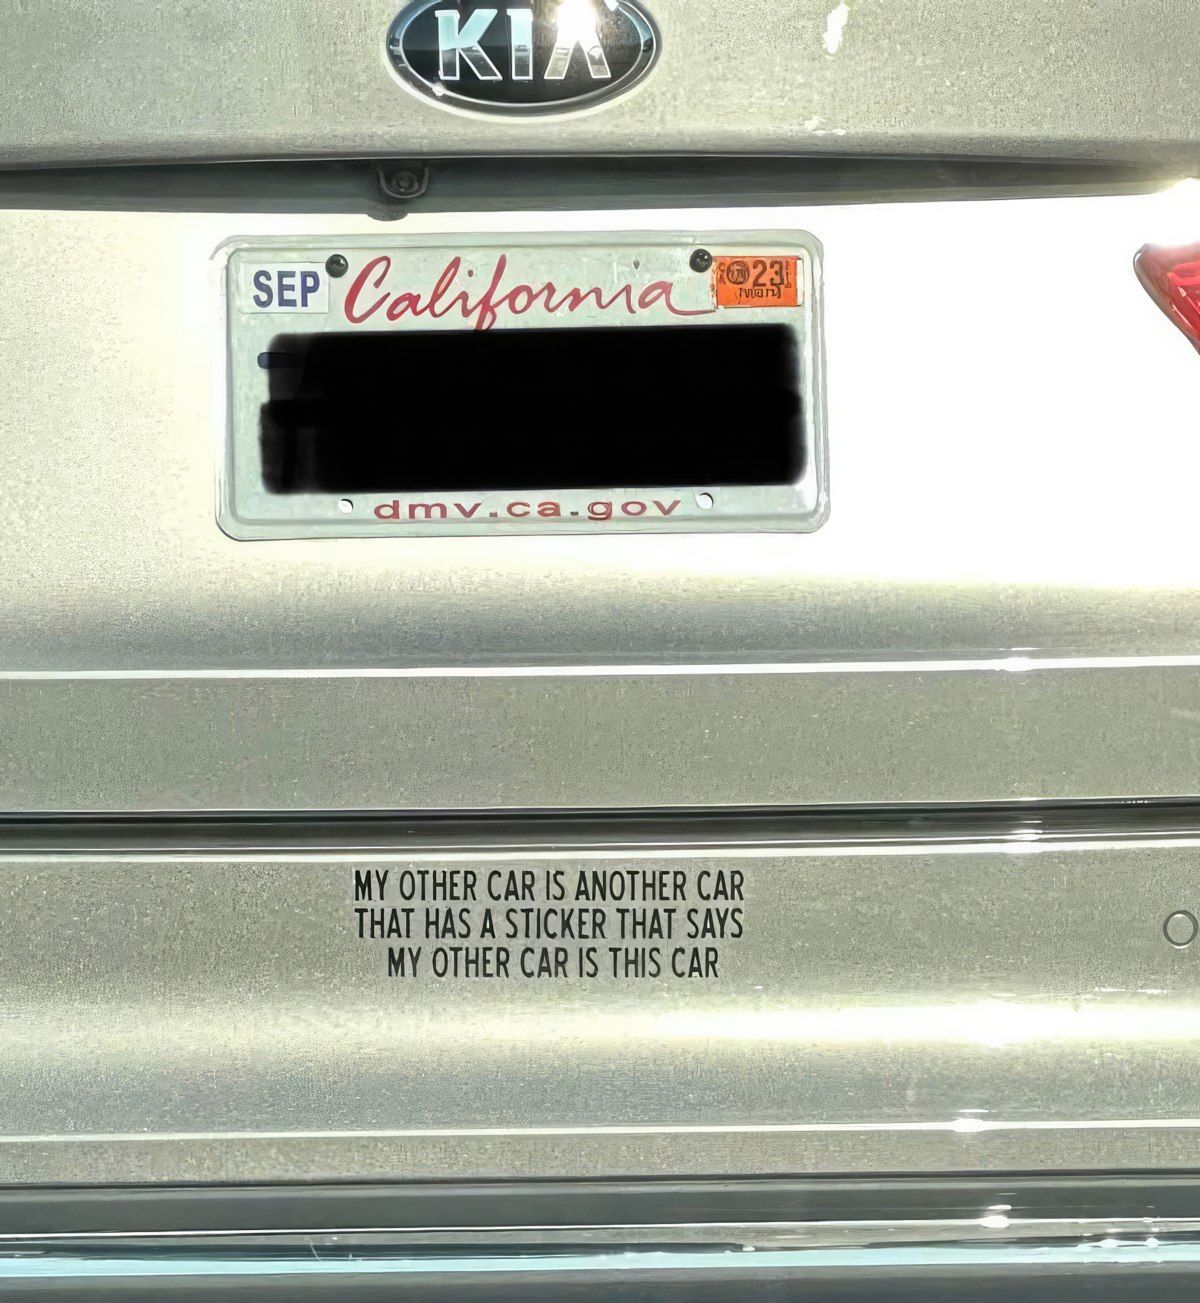 KIA
SEP
California
23
dmv.ca.gov
MY OTHER CAR IS ANOTHER CAR
THAT HAS A STICKER THAT SAYS
MY OTHER CAR IS THIS CAR